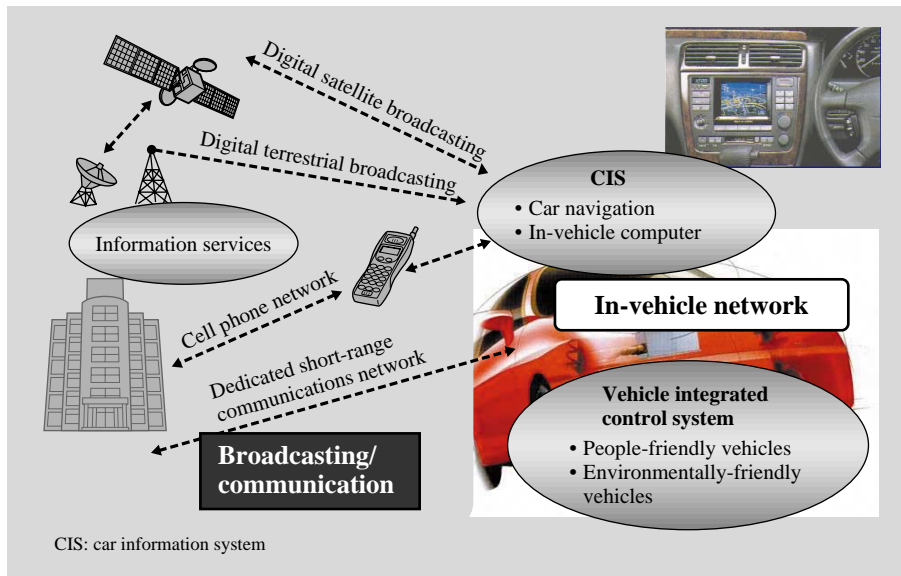 Digital satellite broadcasting
Digital terrestrial broadcasting
CIS
• Car navigation
• In-vehicle computer
Information services
Cell phone network
In-vehicle network
Dedicated short-range
communications network
Vehicle integrated
control system
• People-friendly vehicles
• Environmentally-friendly
vehicles
Broadcasting/
communication
CIS: car information system